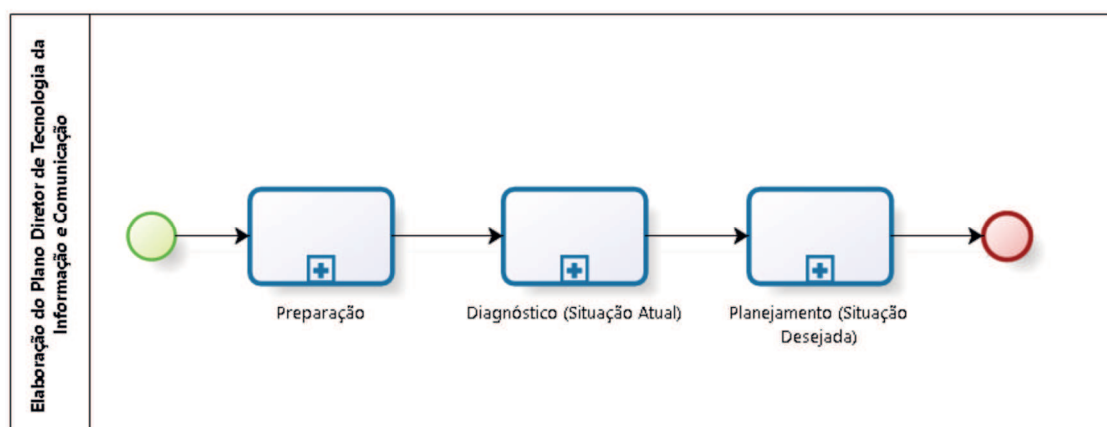 Elaboração do Plano Diretor de Tecnologia da
Informação e Comunicação
Preparação
Diagnóstico (Situação Atual)
Planejamento (Situação
Desejada)